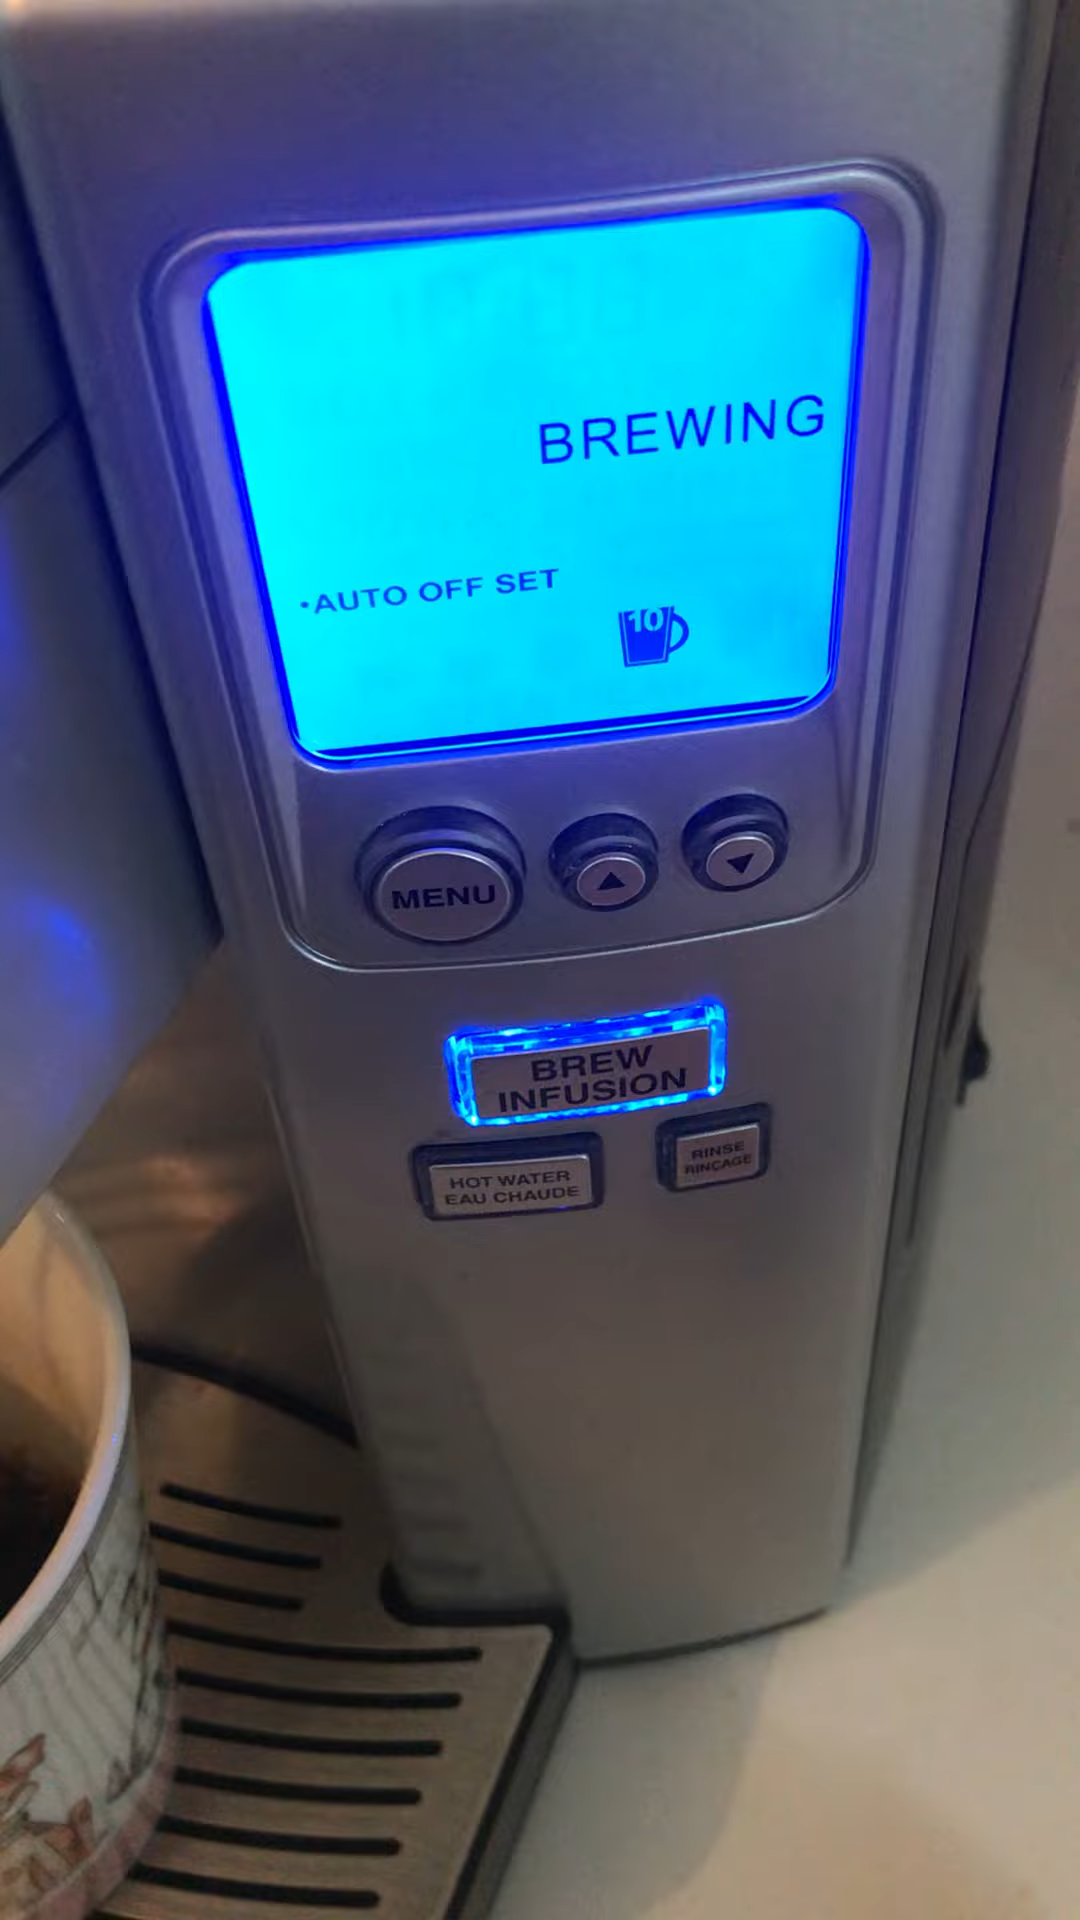 BREWING
•AUTO OFF SET
10
MENU
BREW
INFUSION
HOT WATER
EAU CHAUDE
RINSE
RINCAGE